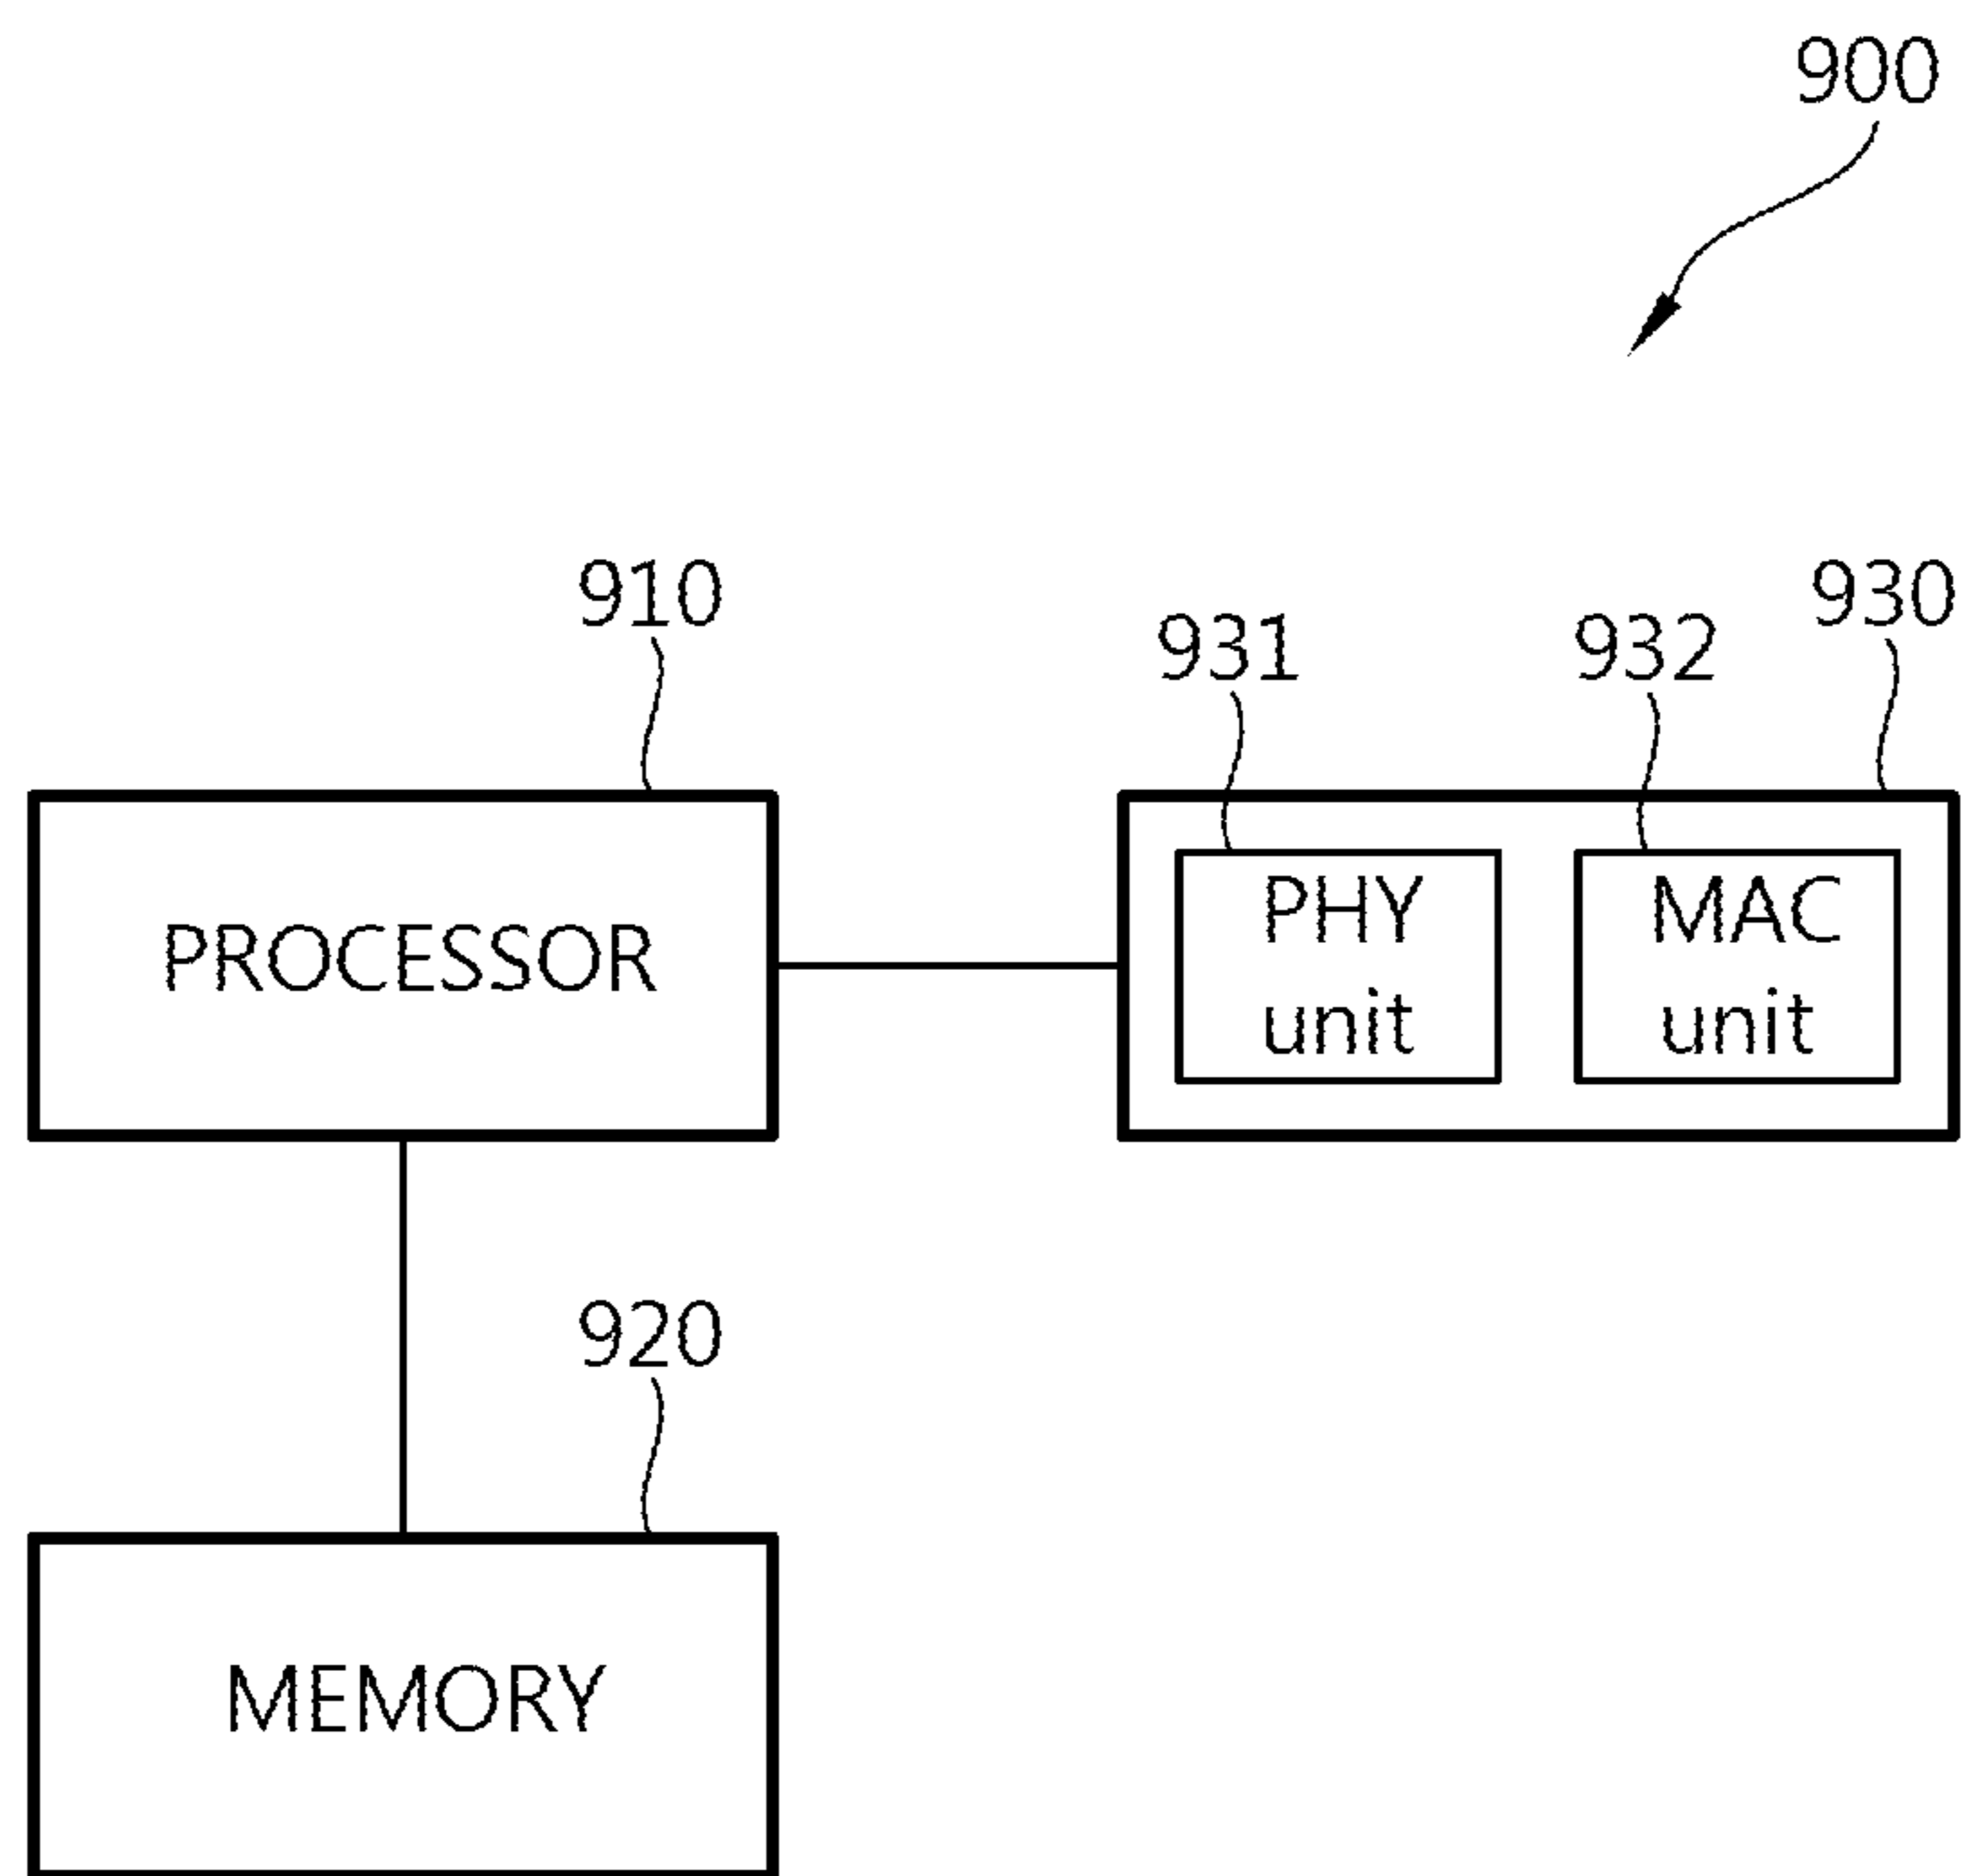 900
910
930
931
932
PROCESSOR
PHY
unit
MAC
unit
920
MEMORY